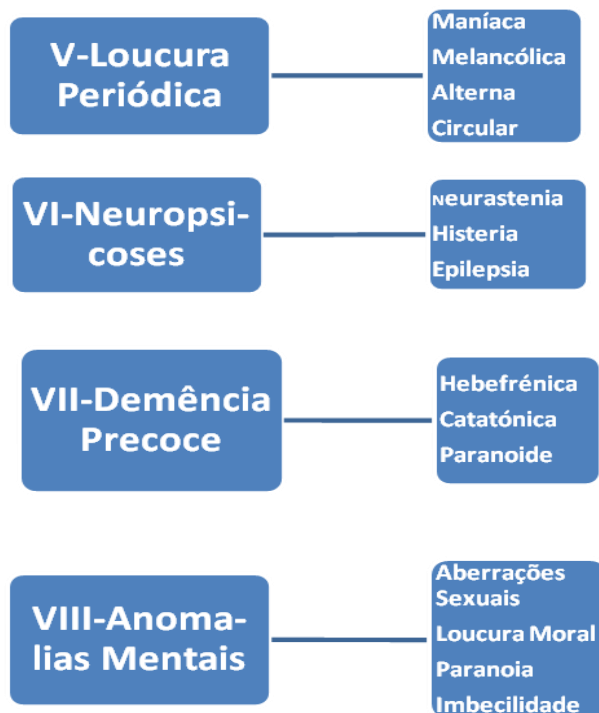 V-Loucura
Periódica
Maníaca
Melancólica
Alterna
Circular
VI-Neuropsi-
coses
Neurastenia
Histeria
Epilepsia
VII-Demência
Precoce
Hebefrénica
Catatónica
Paranoide
VIII-Anoma-
lias Mentais
Aberrações
Sexuais
Loucura Moral
Paranoia
Imbecilidade